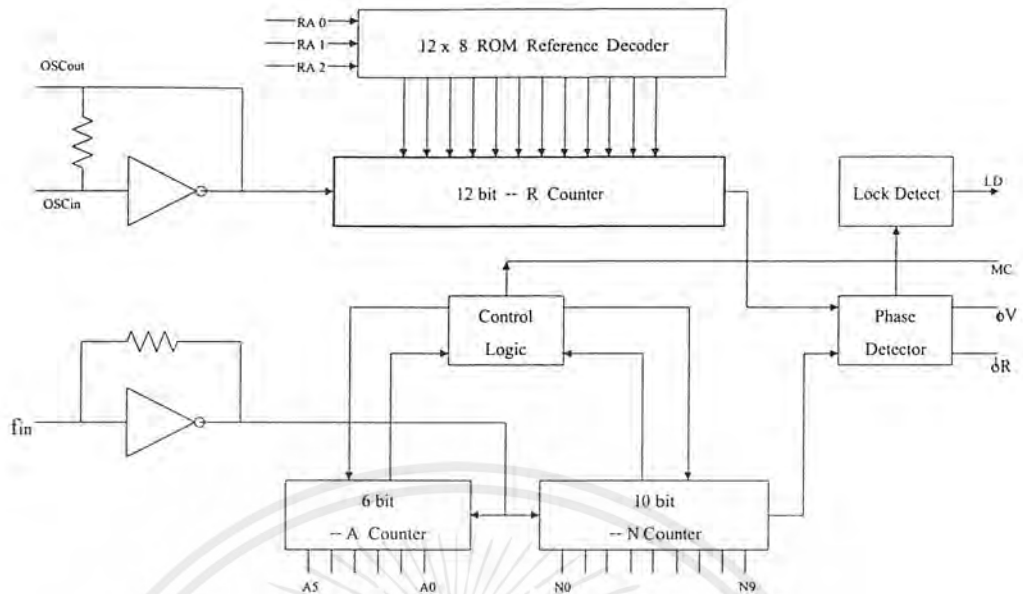 RA 0
12 x 8 ROM Reference Decoder
RA 1
RA 2
OSCout
OSCin
12 bit -- R Counter
Lock Detect
LD
MC
Control
Logic
Phase
Detector
ϕV
ϕR
fin
6 bit
-- A Counter
10 bit
-- N Counter
A5
A0
N0
N9